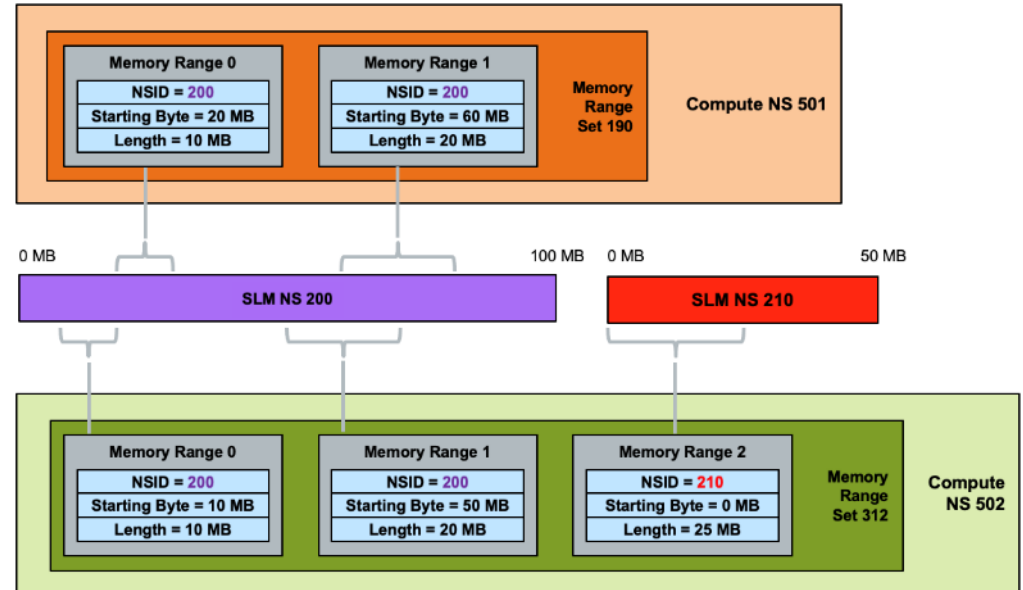 Memory Range 0
NSID = 200
Starting Byte = 20 MB
Length = 10 MB
Memory Range 1
NSID = 200
Starting Byte = 60 MB
Length = 20 MB
Memory
Range
Set 190
Compute NS 501
0 MB
100 MB
SLM NS 200
0 MB
50 MB
SLM NS 210
Memory Range 0
NSID = 200
Starting Byte = 10 MB
Length = 10 MB
Memory Range 1
NSID = 200
Starting Byte = 50 MB
Length = 20 MB
Memory Range 2
NSID = 210
Starting Byte = 0 MB
Length = 25 MB
Memory
Range
Set 312
Compute
NS 502